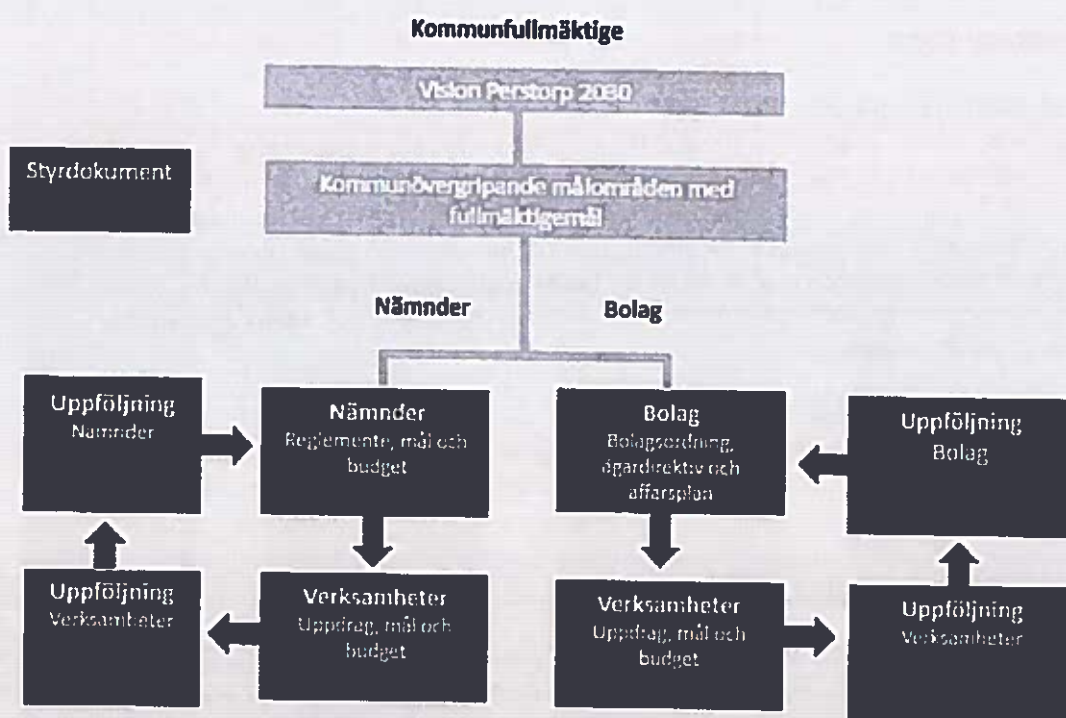 Kommunfullmäktige
Vision Perstorp 2030
Styrdokument
Kommunövergripande målområden med
fullmäktigemål
Nämnder
Bolag
Uppföljning
Nämnder
Nämnder
Reglemente, mål och
budget
Bolag
Bolagsordning,
ägardirektiv och
affärsplan
Uppföljning
Bolag
Uppföljning
Verksamheter
Verksamheter
Uppdrag, mål och
budget
Verksamheter
Uppdrag, mål och
budget
Uppföljning
Verksamheter